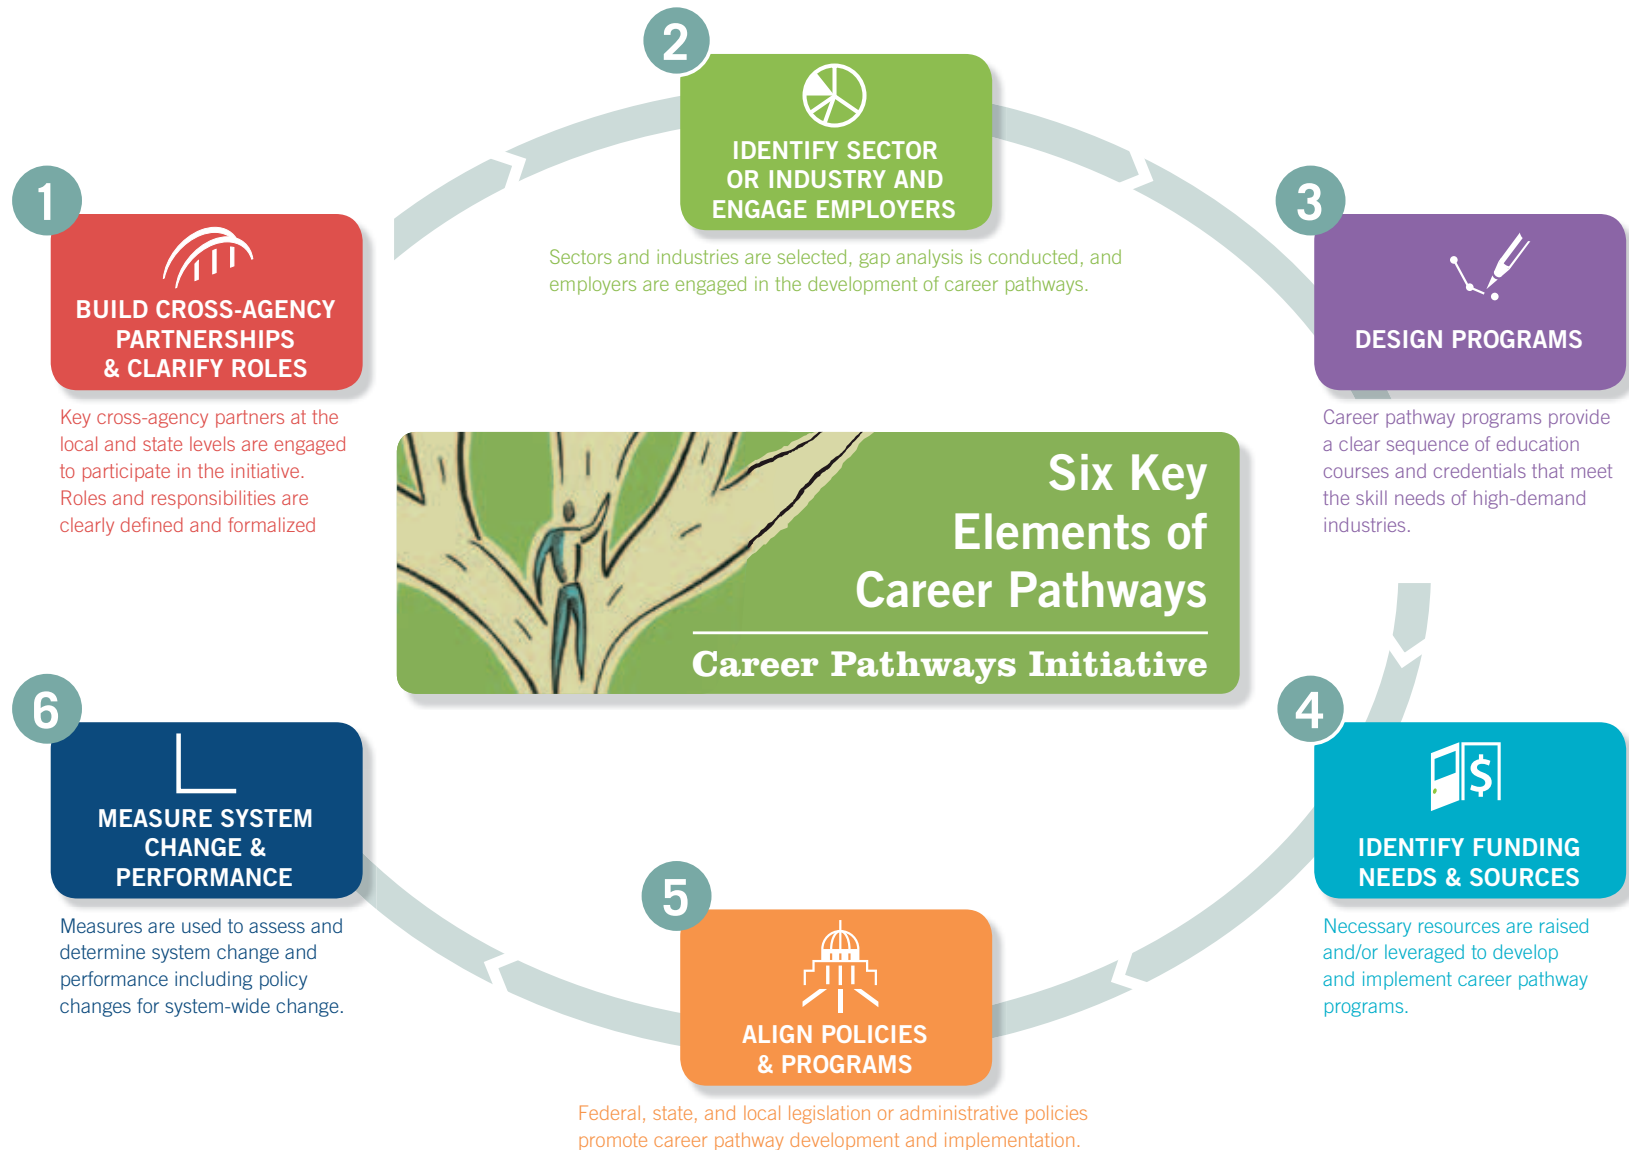 1
BUILD CROSS-AGENCY
PARTNERSHIPS
& CLARIFY ROLES
Key cross-agency partners at the
local and state levels are engaged
to participate in the initiative.
Roles and responsibilities are
clearly defined and formalized
2
IDENTIFY SECTOR
OR INDUSTRY AND
ENGAGE EMPLOYERS
Sectors and industries are selected, gap analysis is conducted, and
employers are engaged in the development of career pathways.
3
DESIGN PROGRAMS
Career pathway programs provide
a clear sequence of education
courses and credentials that meet
the skill needs of high-demand
industries.
Six Key
Elements of
Career Pathways
Career Pathways Initiative
4
$
IDENTIFY FUNDING
NEEDS & SOURCES
Necessary resources are raised
and/or leveraged to develop
and implement career pathway
programs.
5
ALIGN POLICIES
& PROGRAMS
Federal, state, and local legislation or administrative policies
promote career pathway development and implementation.
6
MEASURE SYSTEM
CHANGE &
PERFORMANCE
Measures are used to assess and
determine system change and
performance including policy
changes for system-wide change.